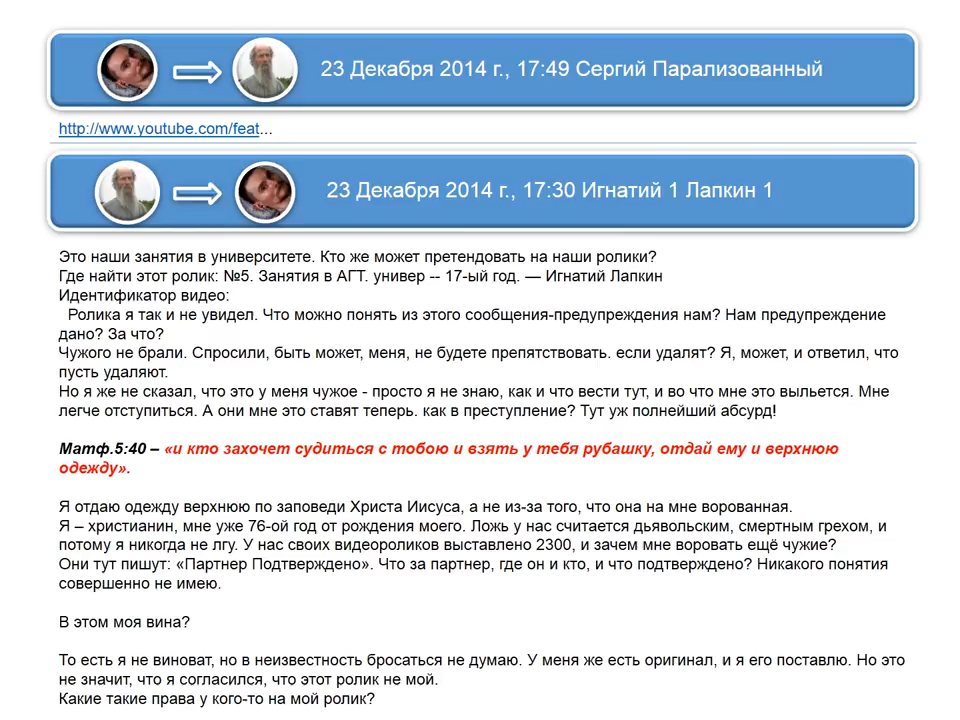 23 Декабря 2014 г., 17:49 Сергий Парализованный
http://www.youtube.com/feat...
23 Декабря 2014 г., 17:30 Игнатий 1 Лапкин 1
Это наши занятия в университете. Кто же может претендовать на наши ролики?
Где найти этот ролик: №5. Занятия в АГТ. универ -- 17-ый год. — Игнатий Лапкин
Идентификатор видео:
Ролика я так и не увидел. Что можно понять из этого сообщения-предупреждения нам? Нам предупреждение
дано? За что?
Чужого не брали. Спросили, быть может, меня, не будете препятствовать. если удалят? Я, может, и ответил, что
пусть удаляют.
Но я же не сказал, что это у меня чужое - просто я не знаю, как и что вести тут, и во что мне это выльется. Мне
легче отступиться. А они мне это ставят теперь. как в преступление? Тут уж полнейший абсурд!
Матф.5:40 – «и кто захочет судиться с тобою и взять у тебя рубашку, отдай ему и верхнюю
одежду».
Я отдаю одежду верхнюю по заповеди Христа Иисуса, а не из-за того, что она на мне ворованная.
Я – христианин, мне уже 76-ой год от рождения моего. Ложь у нас считается дьявольским, смертным грехом, и
потому я никогда не лгу. У нас своих видеороликов выставлено 2300, и зачем мне воровать ещё чужие?
Они тут пишут: «Партнер Подтверждено». Что за партнер, где он и кто, и что подтверждено? Никакого понятия
совершенно не имею.
В этом моя вина?
То есть я не виноват, но в неизвестность бросаться не думаю. У меня же есть оригинал, и я его поставлю. Но это
не значит, что я согласился, что этот ролик не мой.
Какие такие права у кого-то на мой ролик?